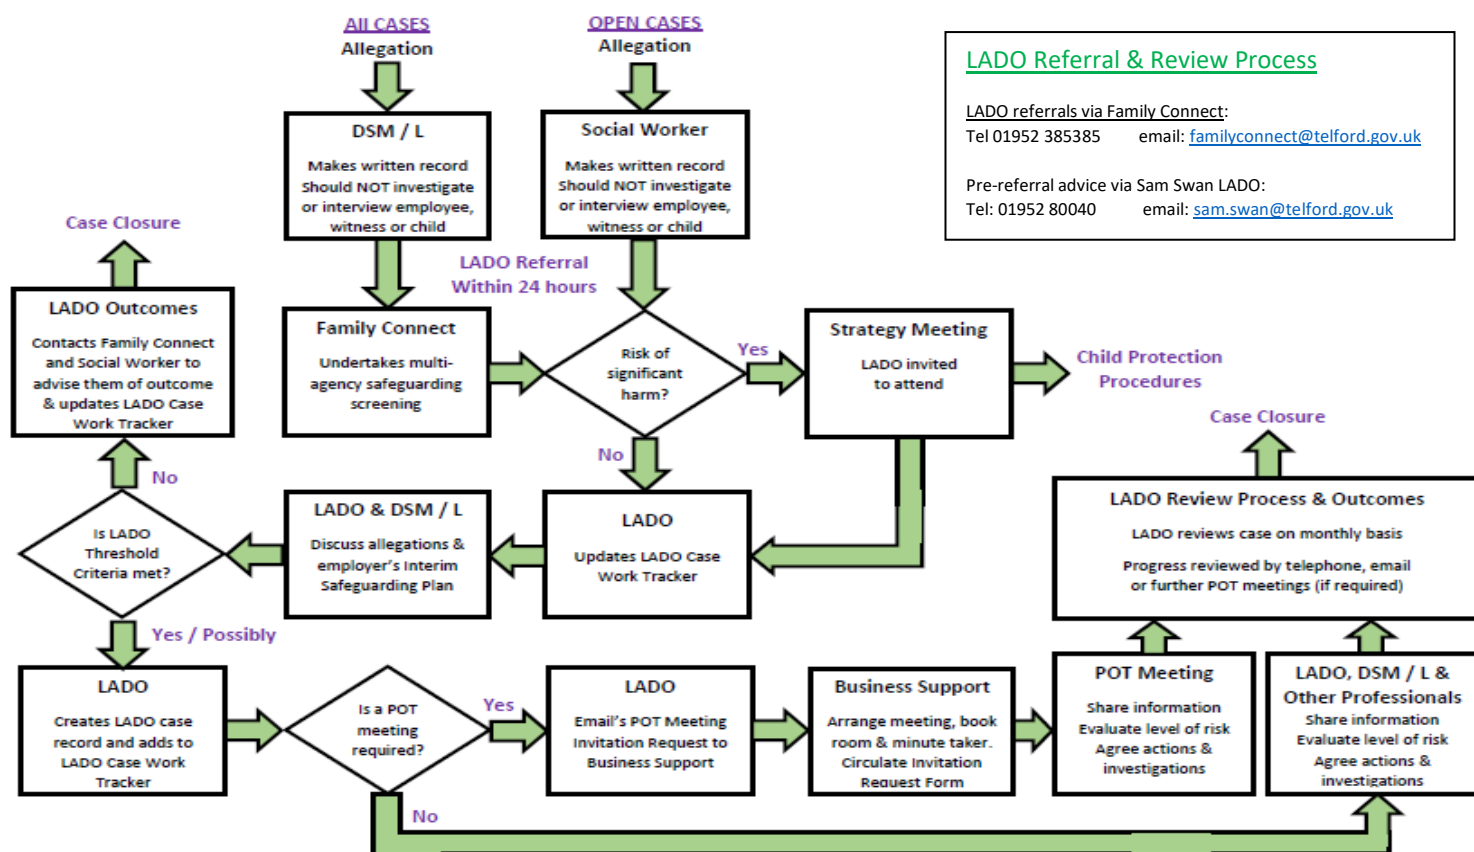 All CASES
Allegation
OPEN CASES
Allegation
LADO Referral & Review Process
LADO referrals via Family Connect:
Tel 01952 385385 email: familyconnect@telford.gov.uk
Pre-referral advice via Sam Swan LADO:
Tel: 01952 80040 email: sam.swan@telford.gov.uk
DSM / L
Makes written record
Should NOT investigate
or interview employee,
witness or child
Social Worker
Makes written record
Should NOT investigate
or interview employee,
witness or child
LADO Referral
Within 24 hours
Case Closure
LADO Outcomes
Contacts Family Connect
and Social Worker to
advise them of outcome
& updates LADO Case
Work Tracker
Family Connect
Undertakes multi-
agency safeguarding
screening
Risk of
significant
harm?
Yes
Strategy Meeting
LADO invited
to attend
Child Protection
Procedures
No
No
Is LADO
Threshold
Criteria met?
LADO & DSM / L
Discuss allegations &
employer's Interim
Safeguarding Plan
LADO
Updates LADO Case
Work Tracker
Case Closure
LADO Review Process & Outcomes
LADO reviews case on monthly basis
Progress reviewed by telephone, email
or further POT meetings (if required)
Yes / Possibly
LADO
Creates LADO case
record and adds to
LADO Case Work
Tracker
Is a POT
meeting
required?
Yes
LADO
Email's POT Meeting
Invitation Request to
Business Support
Business Support
Arrange meeting, book
room & minute taker.
Circulate Invitation
Request Form
POT Meeting
Share information
Evaluate level of risk
Agree actions &
investigations
LADO, DSM / L &
Other Professionals
Share information
Evaluate level of risk
Agree actions &
investigations
No